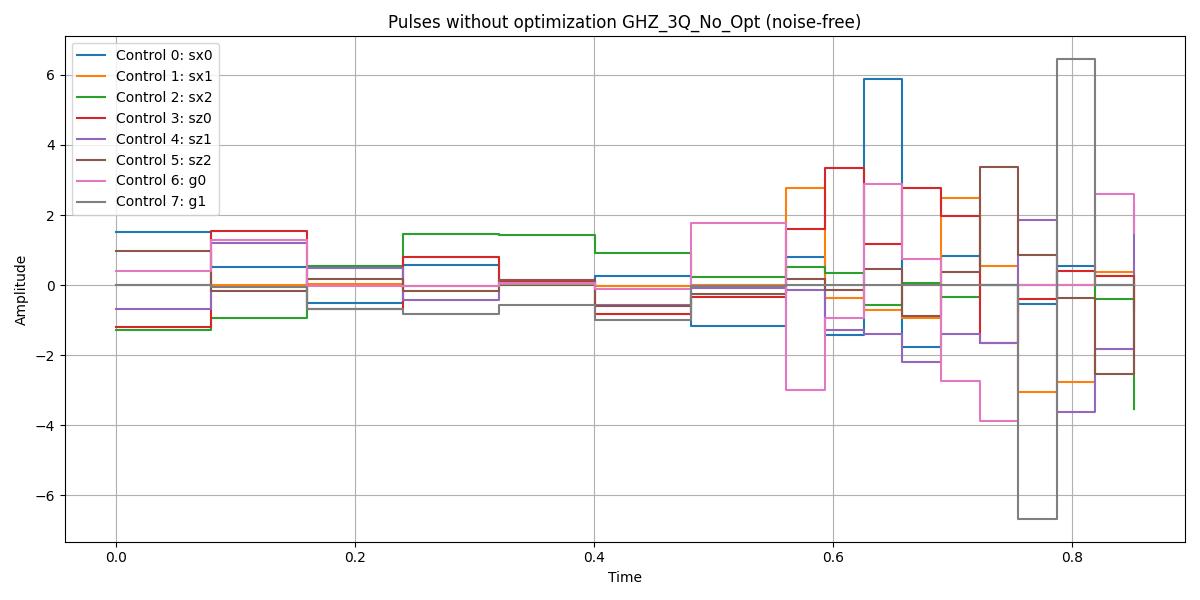 Pulses without optimization GHZ_3Q_No_Opt (noise-free)
Control 0: sx0
Control 1: sx1
Control 2: sx2
Control 3: sz0
Control 4: sz1
Control 5: sz2
Control 6: g0
Control 7: g1
6
4
2
0
−2
−4
−6
Amplitude
0.0 0.2 0.4 0.6 0.8
Time